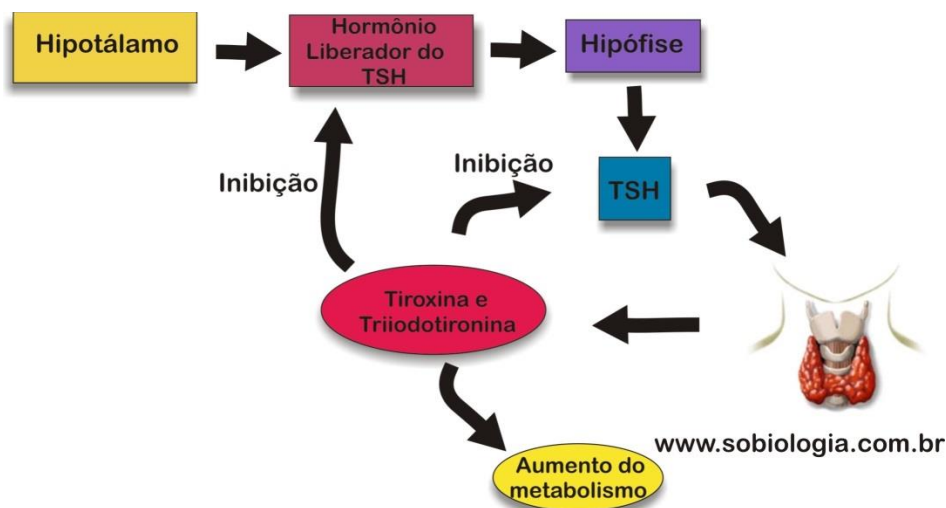 Hipotálamo
Hormônio
Liberador do
TSH
Hipófise
Inibição
Inibição
TSH
Tiroxina e
Triiodotironina
www.sobiologia.com.br
Aumento do
metabolismo